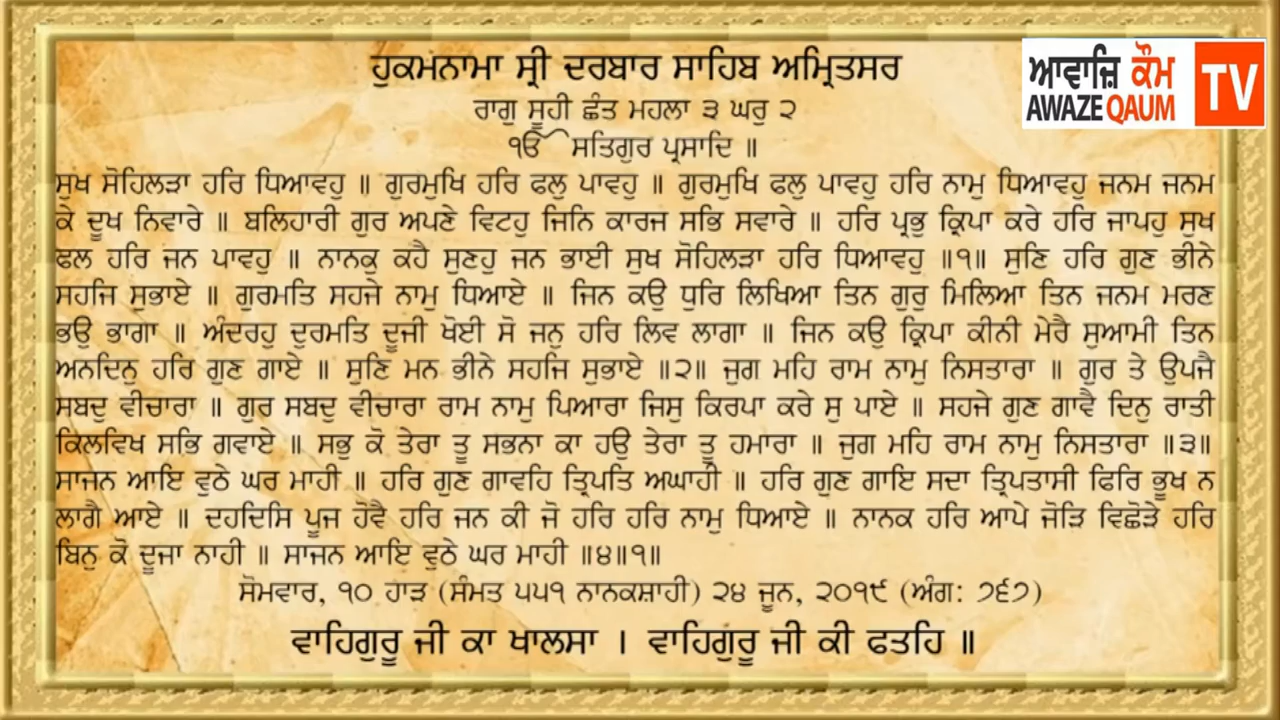 ਹੁਕਮਨਾਮਾ ਸ੍ਰੀ ਦਰਬਾਰ ਸਾਹਿਬ ਅਮ੍ਰਿਤਸਰ
ਆਵਾਜ਼ਿ ਕੌਮ
AWAZE QAUM
TV
ਰਾਗੁ ਸੂਹੀ ਛੰਤ ਮਹਲਾ ੩ ਘਰੁ ੨
ੴ ਸਤਿਗੁਰ ਪ੍ਰਸਾਦਿ ॥
ਸੁਖ ਸੋਹਿਲੜਾ ਹਰਿ ਧਿਆਵਹੁ ॥ ਗੁਰਮੁਖਿ ਹਰਿ ਫਲੁ ਪਾਵਹੁ ॥ ਗੁਰਮੁਖਿ ਫਲੁ ਪਾਵਹੁ ਹਰਿ ਨਾਮੁ ਧਿਆਵਹੁ ਜਨਮ ਜਨਮ
ਕੇ ਦੂਖ ਨਿਵਾਰੇ ॥ ਬਲਿਹਾਰੀ ਗੁਰ ਅਪਣੇ ਵਿਟਹੁ ਜਿਨਿ ਕਾਰਜ ਸਭਿ ਸਵਾਰੇ ॥ ਹਰਿ ਪ੍ਰਭੁ ਕ੍ਰਿਪਾ ਕਰੇ ਹਰਿ ਜਾਪਹੁ ਸੁਖ
ਫਲ ਹਰਿ ਜਨ ਪਾਵਹੁ ॥ ਨਾਨਕੁ ਕਹੈ ਸੁਣਹੁ ਜਨ ਭਾਈ ਸੁਖ ਸੋਹਿਲੜਾ ਹਰਿ ਧਿਆਵਹੁ ॥੧॥ ਸੁਣਿ ਹਰਿ ਗੁਣ ਭੀਨੇ
ਸਹਜਿ ਸੁਭਾਏ ॥ ਗੁਰਮਤਿ ਸਹਜੇ ਨਾਮੁ ਧਿਆਏ ॥ ਜਿਨ ਕਉ ਧੁਰਿ ਲਿਖਿਆ ਤਿਨ ਗੁਰੁ ਮਿਲਿਆ ਤਿਨ ਜਨਮ ਮਰਣ
ਭਉ ਭਾਗਾ ॥ ਅੰਦਰਹੁ ਦੁਰਮਤਿ ਦੂਜੀ ਖੋਈ ਸੋ ਜਨੁ ਹਰਿ ਲਿਵ ਲਾਗਾ ॥ ਜਿਨ ਕਉ ਕ੍ਰਿਪਾ ਕੀਨੀ ਮੇਰੈ ਸੁਆਮੀ ਤਿਨ
ਅਨਦਿਨੁ ਹਰਿ ਗੁਣ ਗਾਏ ॥ ਸੁਣਿ ਮਨ ਭੀਨੇ ਸਹਜਿ ਸੁਭਾਏ ॥੨॥ ਜੁਗ ਮਹਿ ਰਾਮ ਨਾਮੁ ਨਿਸਤਾਰਾ ॥ ਗੁਰ ਤੇ ਉਪਜੈ
ਸਬਦੁ ਵੀਚਾਰਾ ॥ ਗੁਰ ਸਬਦੁ ਵੀਚਾਰਾ ਰਾਮ ਨਾਮੁ ਪਿਆਰਾ ਜਿਸੁ ਕਿਰਪਾ ਕਰੇ ਸੁ ਪਾਏ ॥ ਸਹਜੇ ਗੁਣ ਗਾਵੈ ਦਿਨੁ ਰਾਤੀ
ਕਿਲਵਿਖ ਸਭਿ ਗਵਾਏ ॥ ਸਭੁ ਕੋ ਤੇਰਾ ਤੂ ਸਭਨਾ ਕਾ ਹਉ ਤੇਰਾ ਤੂ ਹਮਾਰਾ ॥ ਜੁਗ ਮਹਿ ਰਾਮ ਨਾਮੁ ਨਿਸਤਾਰਾ ॥੩॥
ਸਾਜਨ ਆਇ ਵੁਠੇ ਘਰ ਮਾਹੀ ॥ ਹਰਿ ਗੁਣ ਗਾਵਹਿ ਤ੍ਰਿਪਤਿ ਅਘਾਹੀ ॥ ਹਰਿ ਗੁਣ ਗਾਇ ਸਦਾ ਤ੍ਰਿਪਤਾਸੀ ਫਿਰਿ ਭੂਖ ਨ
ਲਾਗੈ ਆਏ ॥ ਦਹਦਿਸਿ ਪੂਜ ਹੋਵੈ ਹਰਿ ਜਨ ਕੀ ਜੋ ਹਰਿ ਹਰਿ ਨਾਮੁ ਧਿਆਏ ॥ ਨਾਨਕ ਹਰਿ ਆਪੇ ਜੋੜਿ ਵਿਛੋੜੇ ਹਰਿ
ਬਿਨੁ ਕੋ ਦੂਜਾ ਨਾਹੀ ॥ ਸਾਜਨ ਆਇ ਵੁਠੇ ਘਰ ਮਾਹੀ ॥੪॥੧॥
ਸੋਮਵਾਰ, ੧੦ ਹਾੜ (ਸੰਮਤ ੫੫੧ ਨਾਨਕਸ਼ਾਹੀ) ੨੪ ਜੂਨ, ੨੦੧੯ (ਅੰਗ: ੭੬੭)
ਵਾਹਿਗੁਰੂ ਜੀ ਕਾ ਖਾਲਸਾ । ਵਾਹਿਗੁਰੂ ਜੀ ਕੀ ਫਤਹਿ ॥